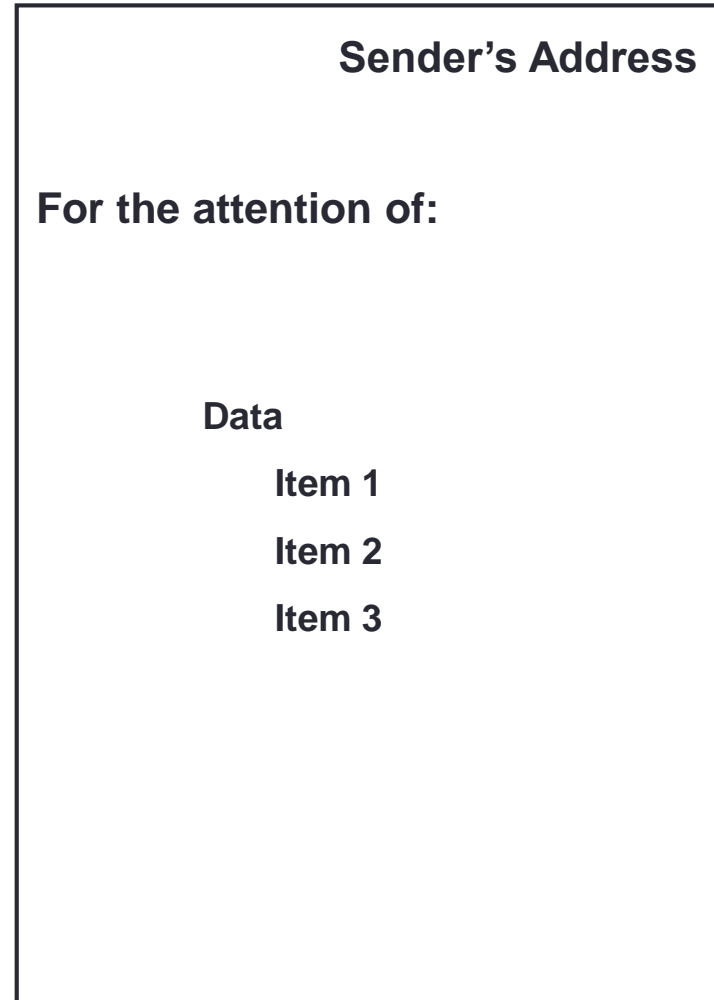 Sender’s Address
For the attention of:
Data
Item 1
Item 2
Item 3